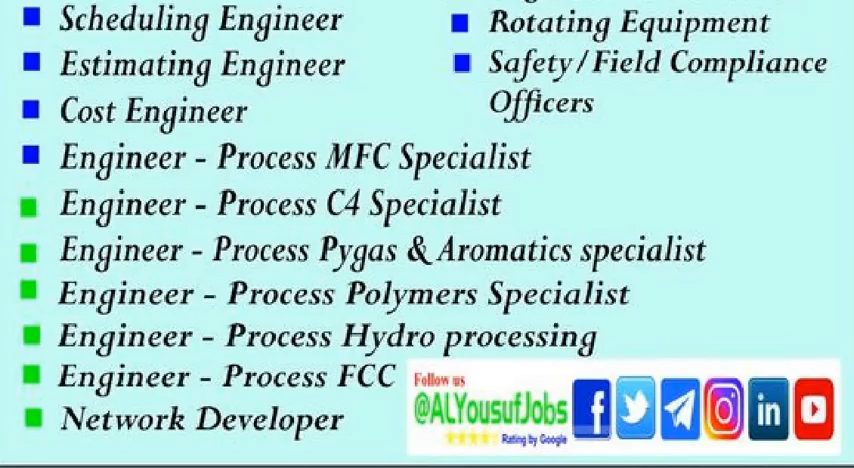 Scheduling Engineer
Estimating Engineer
Cost Engineer
Engineer - Process MFC Specialist
Engineer - Process C4 Specialist
Engineer - Process Pygas & Aromatics specialist
Engineer - Process Polymers Specialist
Engineer - Process Hydro processing
Engineer - Process FCC
Network Developer
Rotating Equipment
Safety / Field Compliance
Officers
Follow us
@ALYousufJobs
Rating by Google